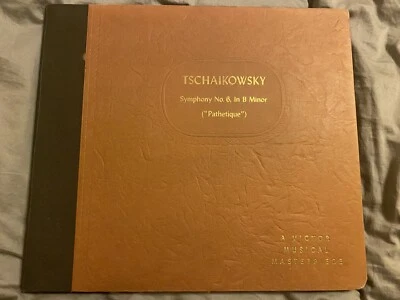 TSCHAIKOWSKY
Symphony No. 6, In B Minor
("Pathetique")
A VICTOR
MUSICAL
MASTERPIECE